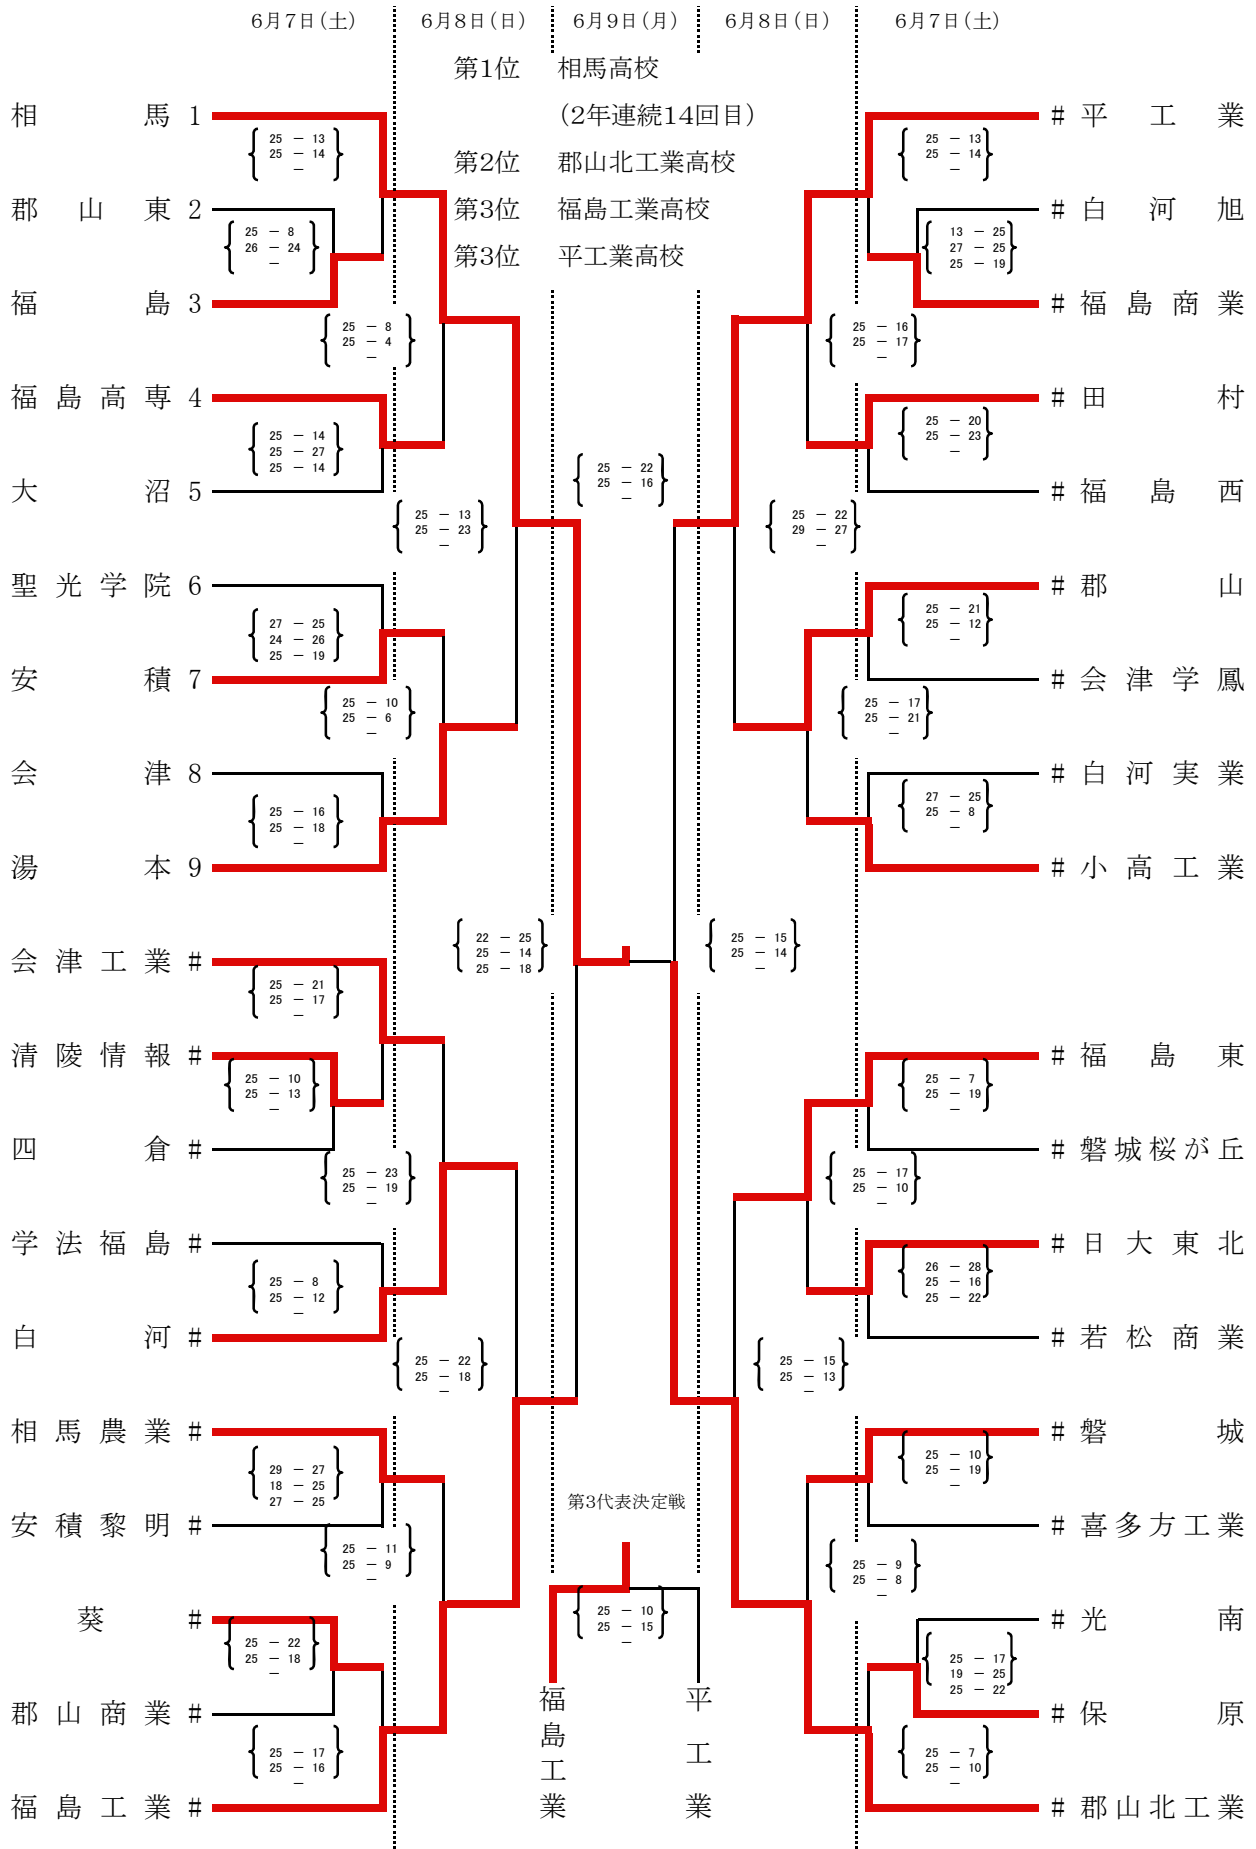 6月7日(土) 6月8日(日) 6月9日(月) 6月8日(日) 6月7日(土)
第1位 相馬高校
(2年連続14回目)
第2位 郡山北工業高校
第3位 福島工業高校
第3位 平工業高校
相馬 1
25 － 13
25 － 14
－
郡山東 2
25 － 8
26 － 24
－
福島 3
25 － 8
25 － 4
－
福島高専 4
25 － 14
25 － 27
25 － 14
大沼 5
25 － 13
25 － 23
－
聖光学院 6
27 － 25
24 － 26
25 － 19
安積 7
25 － 10
25 － 6
－
会津 8
25 － 16
25 － 18
－
湯本 9
22 － 25
25 － 14
25 － 18
会津工業 #
25 － 21
25 － 17
－
清陵情報 #
25 － 10
25 － 13
－
四倉 #
25 － 23
25 － 19
－
学法福島 #
25 － 8
25 － 12
－
白河 #
25 － 22
25 － 18
－
相馬農業 #
29 － 27
18 － 25
27 － 25
安積黎明 #
25 － 11
25 － 9
－
葵 #
25 － 22
25 － 18
－
郡山商業 #
25 － 17
25 － 16
－
福島工業 #
25 － 22
25 － 16
－
第3代表決定戦
25 － 10
25 － 15
－
福島工業
平工業
# 平工業
25 － 13
25 － 14
－
# 白河旭
13 － 25
27 － 25
25 － 19
# 福島商業
25 － 16
25 － 17
－
# 田村
25 － 20
25 － 23
－
# 福島西
25 － 22
29 － 27
－
# 郡山
25 － 21
25 － 12
－
# 会津学鳳
25 － 17
25 － 21
－
# 白河実業
27 － 25
25 － 8
－
# 小高工業
25 － 15
25 － 14
－
# 福島東
25 － 7
25 － 19
－
# 磐城桜が丘
25 － 17
25 － 10
－
# 日大東北
26 － 28
25 － 16
25 － 22
# 若松商業
25 － 15
25 － 13
－
# 磐城
25 － 10
25 － 19
－
# 喜多方工業
25 － 9
25 － 8
－
# 光南
25 － 17
19 － 25
25 － 22
# 保原
25 － 7
25 － 10
－
# 郡山北工業